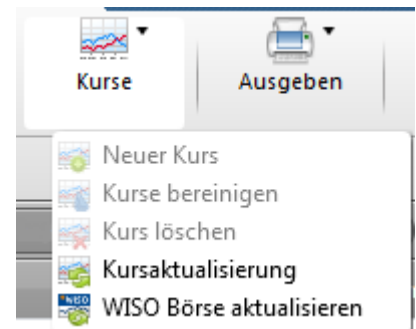 Kurse Ausgeben
Neuer Kurs
Kurse bereinigen
Kurs löschen
Kursaktualisierung
WISO Börse aktualisieren